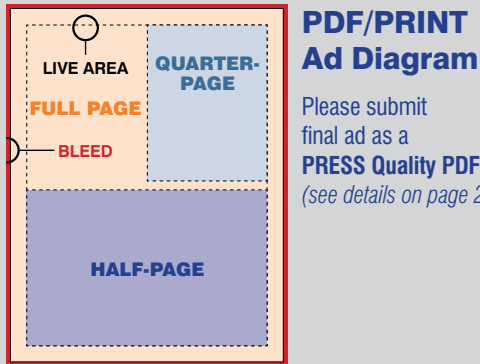 LIVE AREA
FULL PAGE
BLEED
QUARTER-
PAGE
HALF-PAGE
PDF/PRINT
Ad Diagram
Please submit
final ad as a
PRESS Quality PDF
(see details on page 2